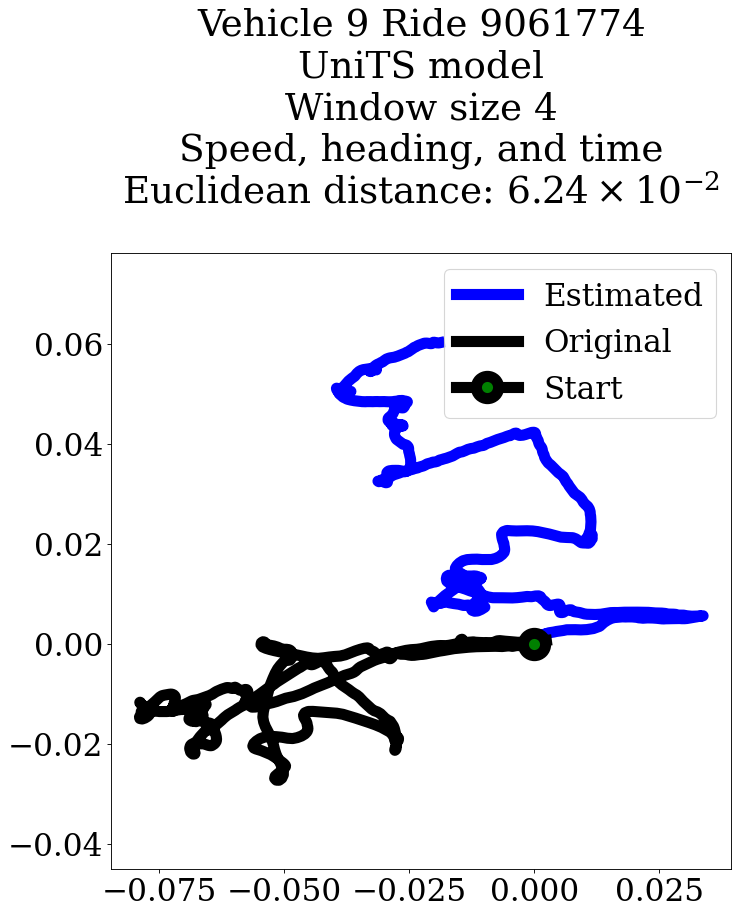 Vehicle 9 Ride 9061774
UniTS model
Window size 4
Speed, heading, and time
Euclidean distance: 6.24 × 10⁻²
Estimated
Original
Start
0.06
0.04
0.02
0.00
−0.02
−0.04
−0.075 −0.050 −0.025 0.000 0.025